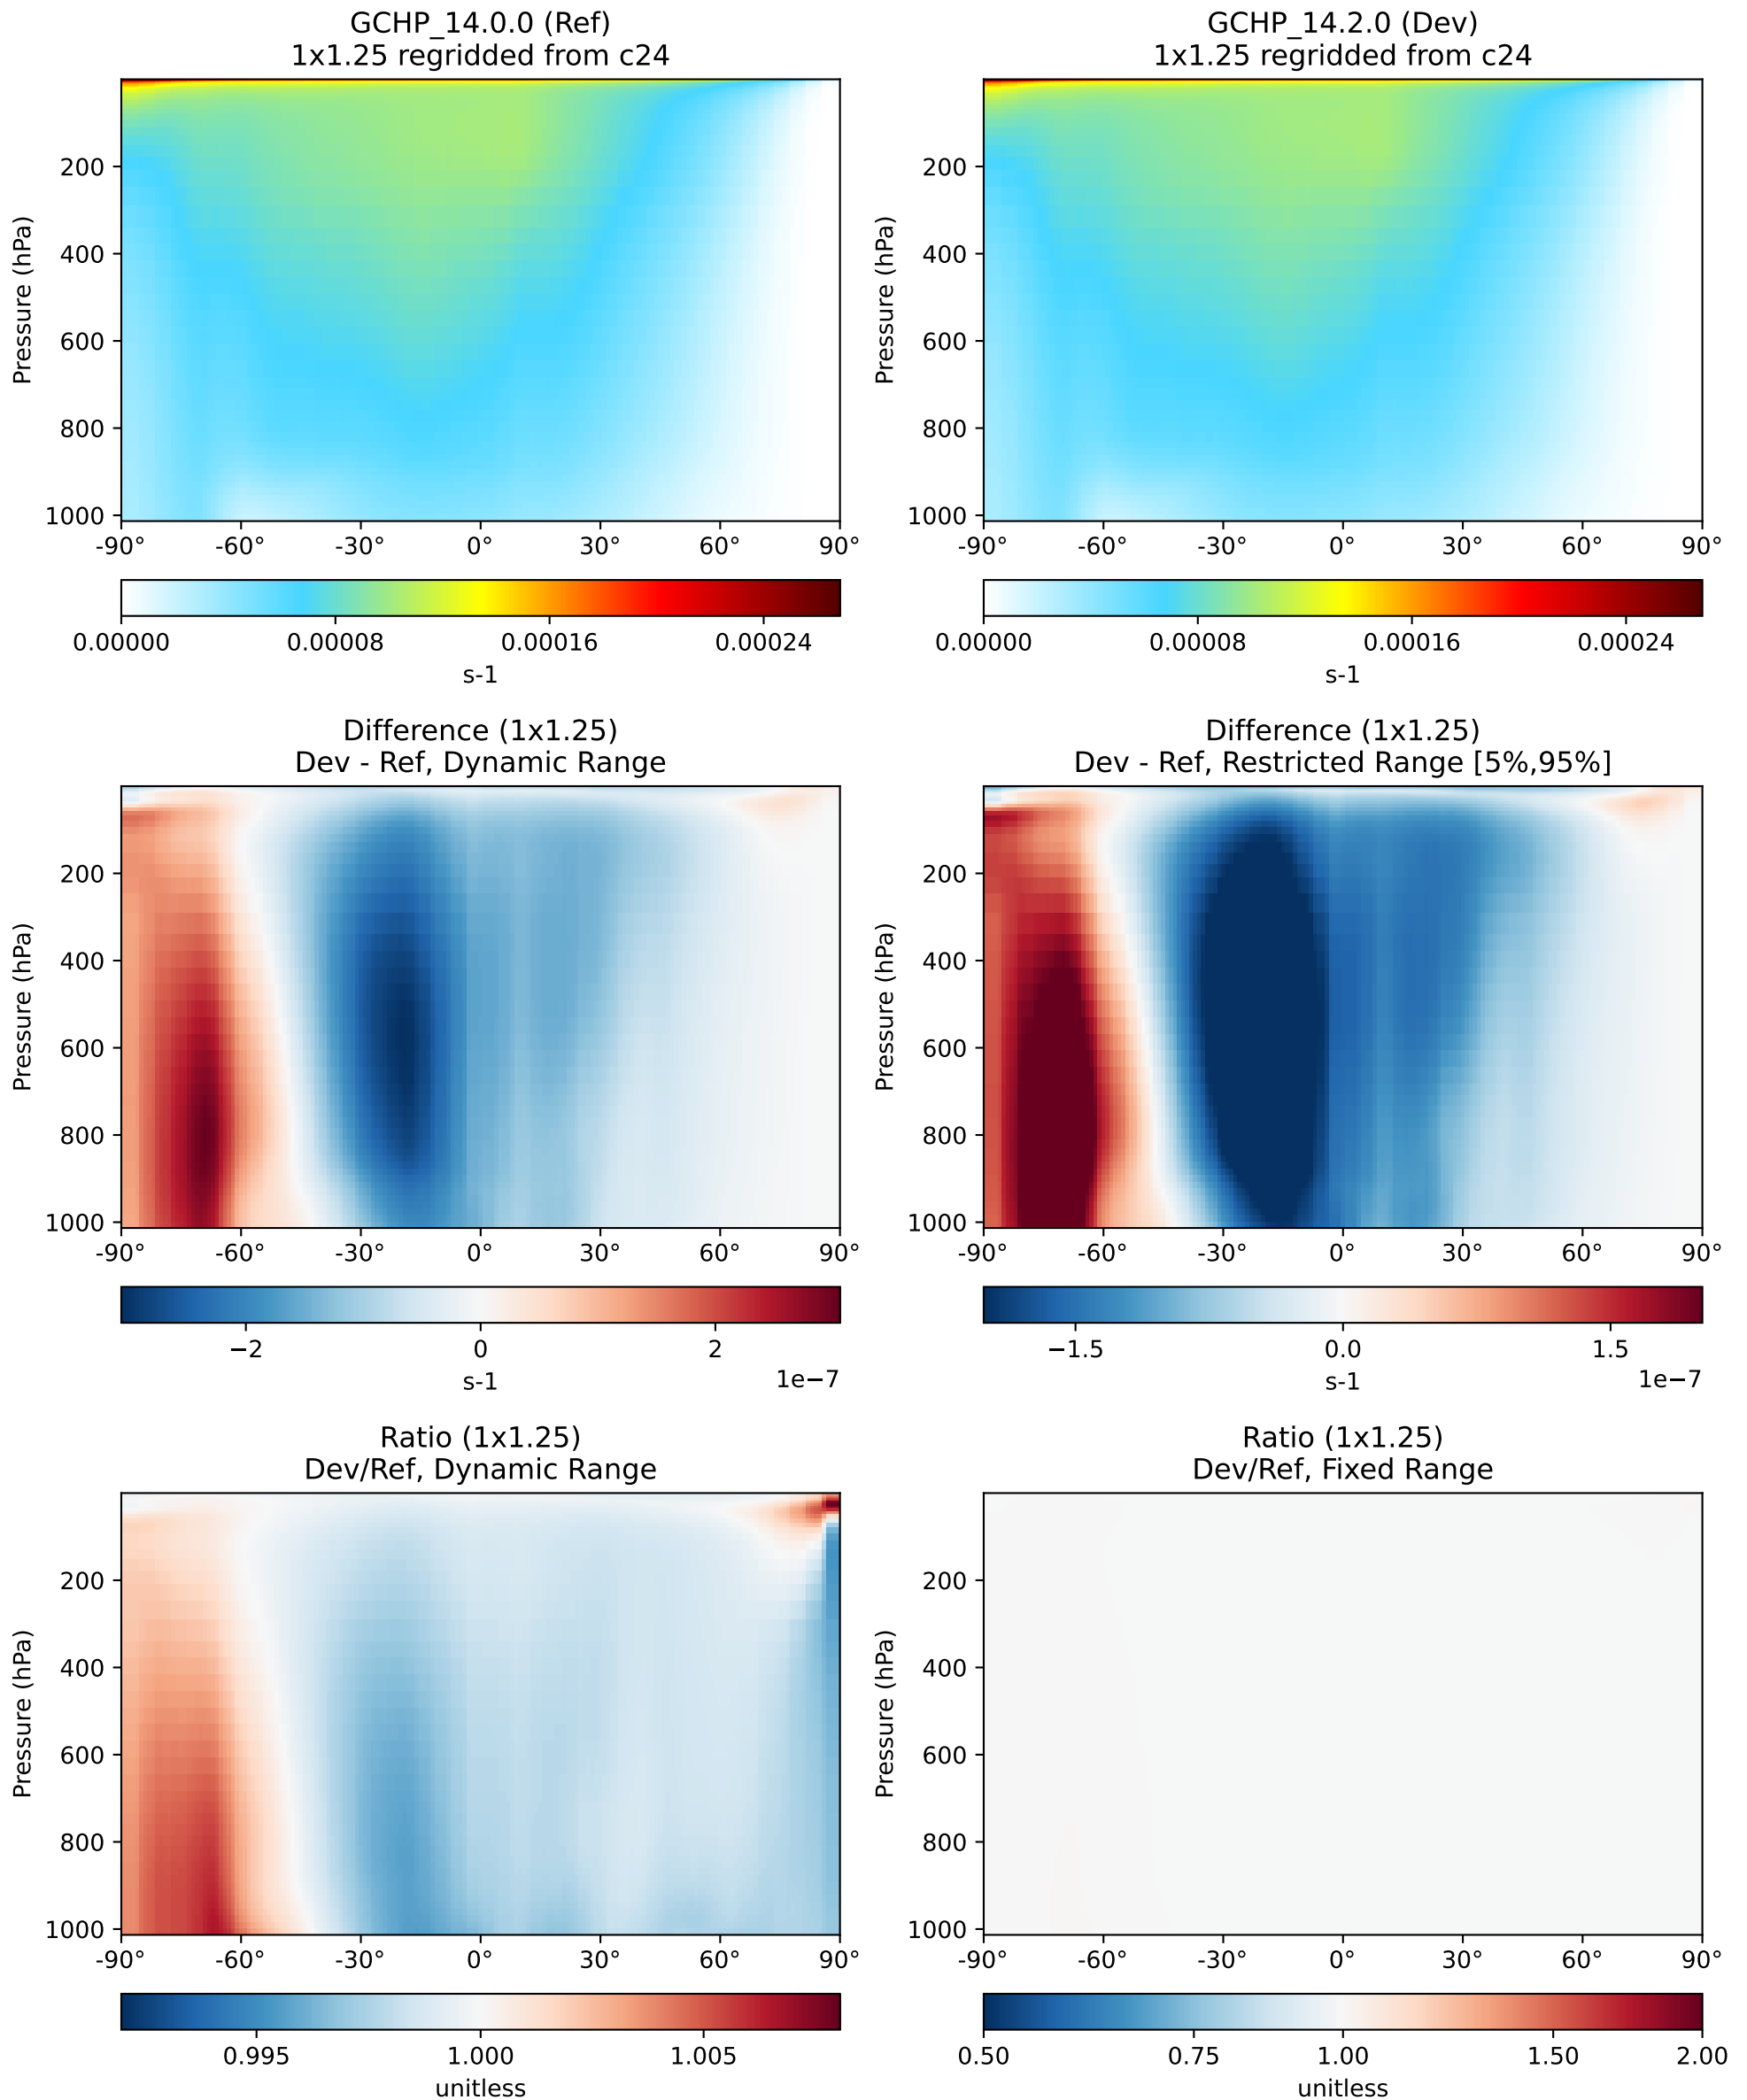 GCHP_14.0.0 (Ref)
1x1.25 regridded from c24
Pressure (hPa)
200
400
600
800
1000
-90° -60° -30° 0° 30° 60° 90°
0.00000 0.00008 0.00016 0.00024
s-1
GCHP_14.2.0 (Dev)
1x1.25 regridded from c24
Pressure (hPa)
200
400
600
800
1000
-90° -60° -30° 0° 30° 60° 90°
0.00000 0.00008 0.00016 0.00024
s-1
Difference (1x1.25)
Dev - Ref, Dynamic Range
Pressure (hPa)
200
400
600
800
1000
-90° -60° -30° 0° 30° 60° 90°
−2 0 2
s-1 1e−7
Difference (1x1.25)
Dev - Ref, Restricted Range [5%,95%]
Pressure (hPa)
200
400
600
800
1000
-90° -60° -30° 0° 30° 60° 90°
−1.5 0.0 1.5
s-1 1e−7
Ratio (1x1.25)
Dev/Ref, Dynamic Range
Pressure (hPa)
200
400
600
800
1000
-90° -60° -30° 0° 30° 60° 90°
0.995 1.000 1.005
unitless
Ratio (1x1.25)
Dev/Ref, Fixed Range
Pressure (hPa)
200
400
600
800
1000
-90° -60° -30° 0° 30° 60° 90°
0.50 0.75 1.00 1.50 2.00
unitless